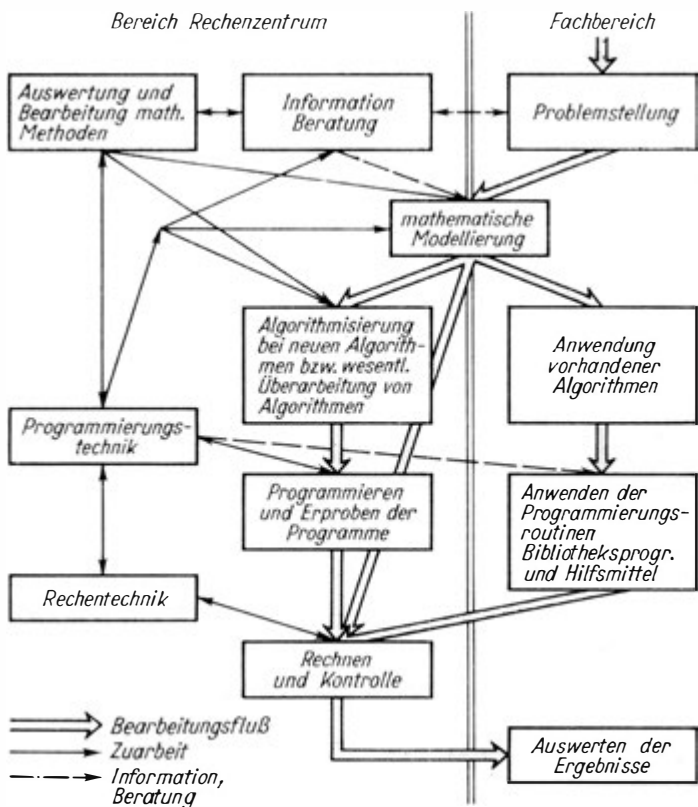 Bereich Rechenzentrum
Fachbereich
Auswertung und
Bearbeitung math.
Methoden
Information
Beratung
Problemstellung
mathematische
Modellierung
Algorithmisierung
bei neuen Algorith-
men bzw. wesentl.
Überarbeitung von
Algorithmen
Anwendung
vorhandener
Algorithmen
Programmierungs-
technik
Programmieren
und Erproben der
Programme
Anwenden der
Programmierungs-
routinen
Bibliotheksprogr.
und Hilfsmittel
Rechentechnik
Rechnen
und Kontrolle
Auswerten der
Ergebnisse
Bearbeitungsfluß
Zuarbeit
Information,
Beratung